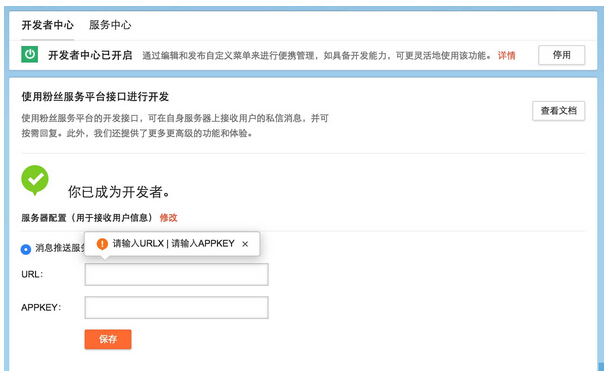 开发者中心 服务中心
开发者中心已开启 通过编辑和发布自定义菜单来进行便携管理，如具备开发能力，可更灵活地使用该功能。 详情 停用
使用粉丝服务平台接口进行开发
查看文档
使用粉丝服务平台的开发接口，可在自身服务器上接收用户的私信消息，并可
按需回复。此外，我们还提供了更多更高级的功能和体验。
你已成为开发者。
服务器配置（用于接收用户信息） 修改
请输入URLX | 请输入APPKEY ×
消息推送服
URL：
APPKEY：
保存